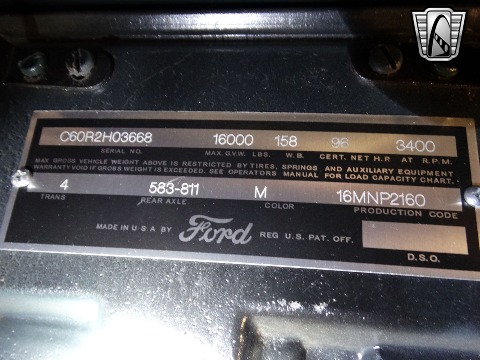 C60R2H03668 16000 158 96 3400
SERIAL NO. MAX. G.V.W. LBS. W.B. CERT. NET H.P. AT R.P.M.
MAX. GROSS VEHICLE WEIGHT ABOVE IS RESTRICTED BY TIRES, SPRINGS AND AUXILIARY EQUIPMENT
WARRANTY VOID IF GROSS WEIGHT IS EXCEEDED. SEE OPERATORS MANUAL FOR LOAD CAPACITY CHART.
4 583-811 M 16MNP2160
TRANS REAR AXLE COLOR PRODUCTION CODE
MADE IN U S A BY Ford REG U.S. PAT. OFF.
D.S.O.